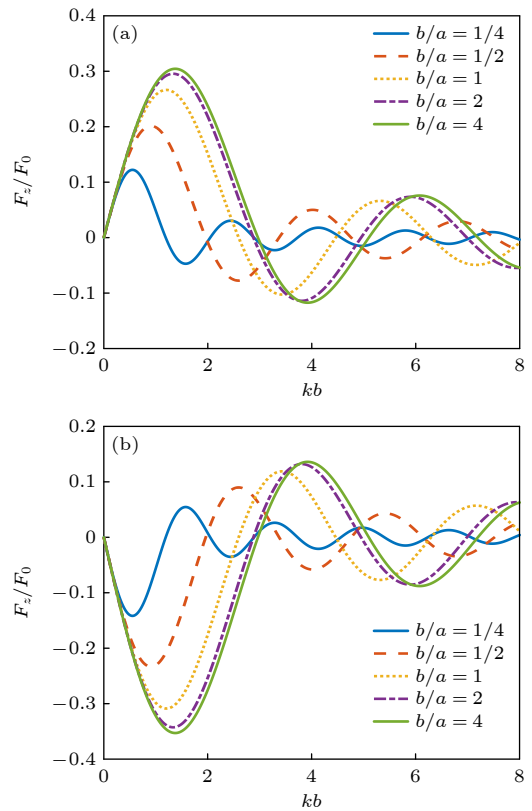 0.4
(a)
b/a = 1/4
b/a = 1/2
0.3
b/a = 1
b/a = 2
0.2
b/a = 4
F_z/F_0
0.1
0
−0.1
−0.2
0
2
4
6
8
kb
0.2
(b)
0.1
0
F_z/F_0
−0.1
−0.2
b/a = 1/4
b/a = 1/2
b/a = 1
−0.3
b/a = 2
b/a = 4
−0.4
0
2
4
6
8
kb